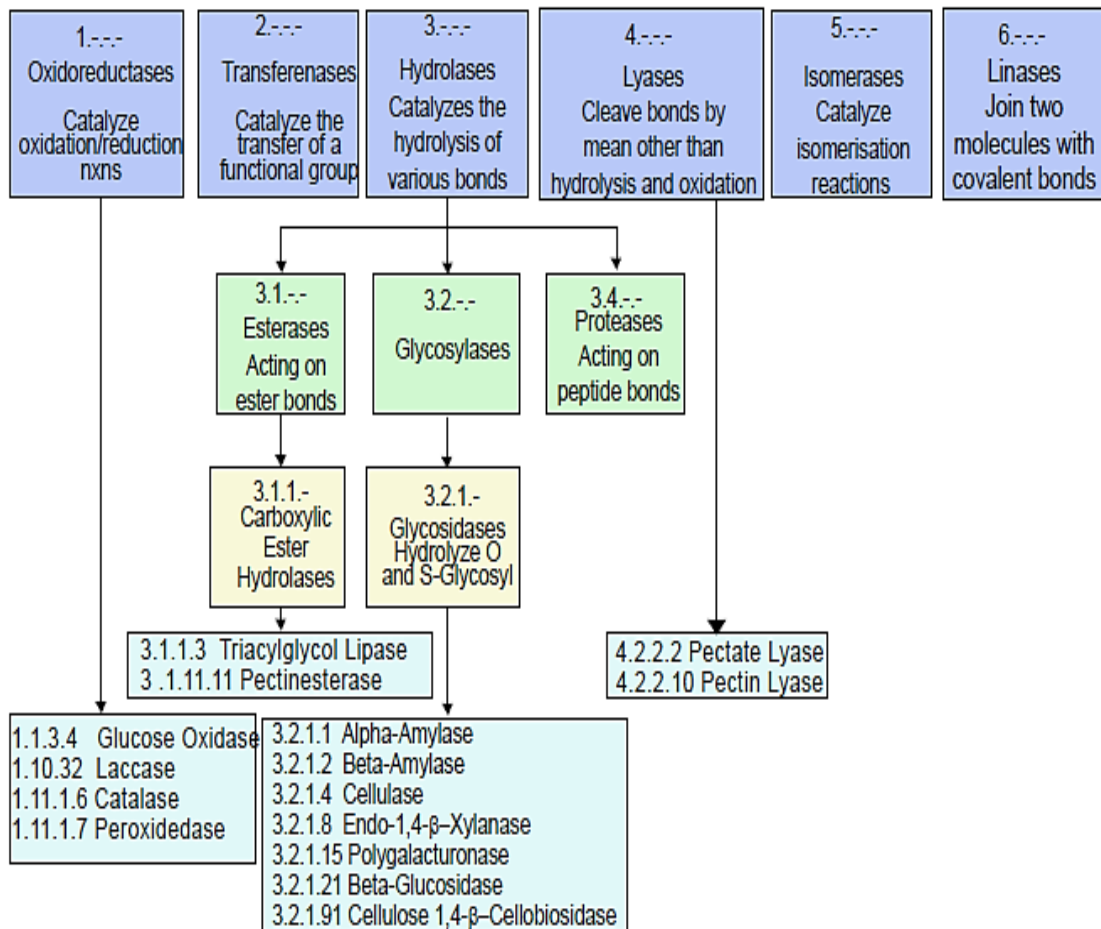 1.-.-.-
Oxidoreductases
Catalyze
oxidation/reduction
nxns
2.-.-.-
Transferenases
Catalyze the
transfer of a
functional group
3.-.-.-
Hydrolases
Catalyzes the
hydrolysis of
various bonds
4.-.-.-
Lyases
Cleave bonds by
mean other than
hydrolysis and oxidation
5.-.-.-
Isomerases
Catalyze
isomerisation
reactions
6.-.-.-
Linases
Join two
molecules with
covalent bonds
3.1.-.-
Esterases
Acting on
ester bonds
3.2.-.-
Glycosylases
3.4.-.-
Proteases
Acting on
peptide bonds
3.1.1.-
Carboxylic
Ester
Hydrolases
3.2.1.-
Glycosidases
Hydrolyze O
and S-Glycosyl
3.1.1.3 Triacylglycol Lipase
3 .1.11.11 Pectinesterase
4.2.2.2 Pectate Lyase
4.2.2.10 Pectin Lyase
1.1.3.4 Glucose Oxidase
1.10.32 Laccase
1.11.1.6 Catalase
1.11.1.7 Peroxidedase
3.2.1.1 Alpha-Amylase
3.2.1.2 Beta-Amylase
3.2.1.4 Cellulase
3.2.1.8 Endo-1,4-β–Xylanase
3.2.1.15 Polygalacturonase
3.2.1.21 Beta-Glucosidase
3.2.1.91 Cellulose 1,4-β–Cellobiosidase